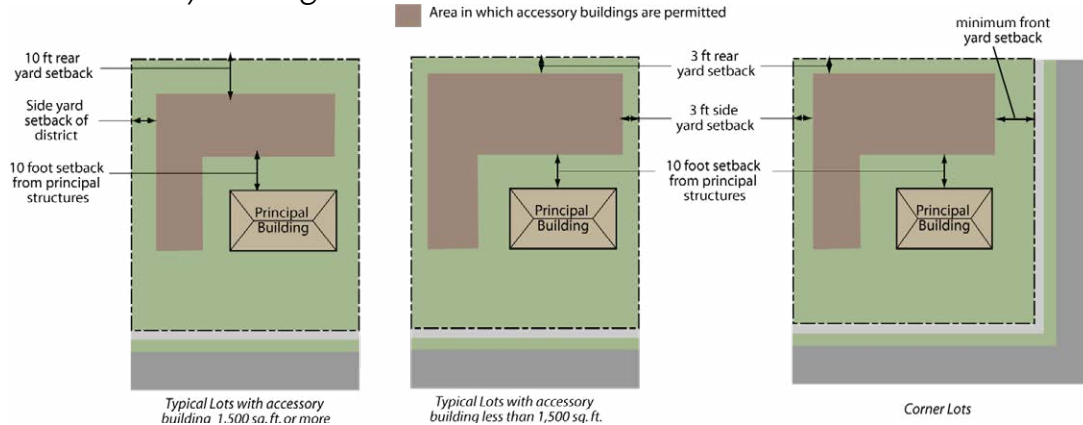 Area in which accessory buildings are permitted
10 ft rear
yard setback
Side yard
setback of
district
10 foot setback
from principal
structures
Principal
Building
Typical Lots with accessory
building 1,500 sq. ft. or more
3 ft rear
yard setback
3 ft side
yard setback
10 foot setback
from principal
structures
Principal
Building
Typical Lots with accessory
building less than 1,500 sq. ft.
minimum front
yard setback
Principal
Building
Corner Lots